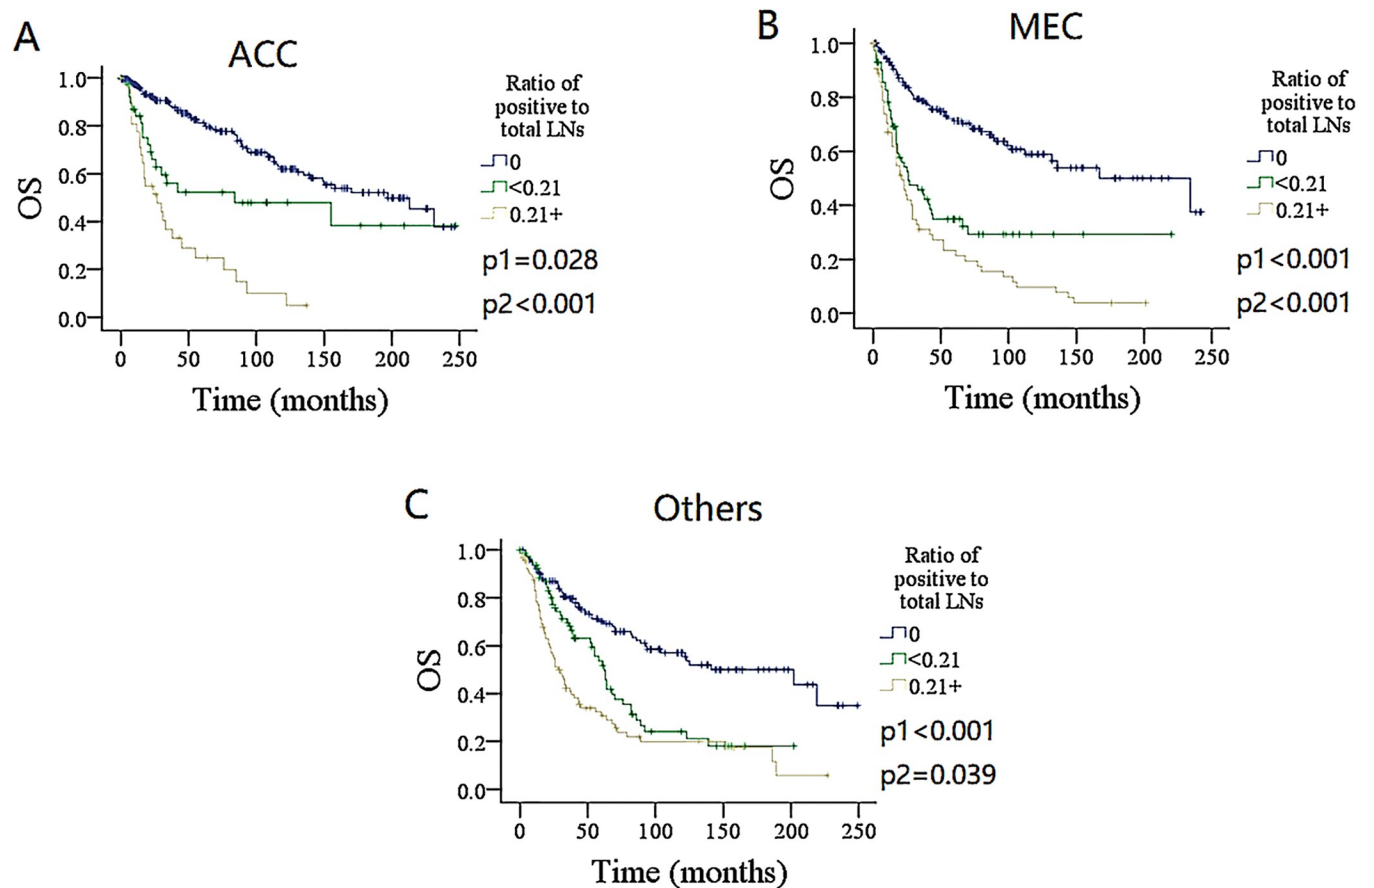 A
ACC
OS
1.0
0.8
0.6
0.4
0.2
0.0
0 50 100 150 200 250
Time (months)
Ratio of
positive to
total LNs
0
<0.21
0.21+
p1=0.028
p2<0.001
B
MEC
OS
1.0
0.8
0.6
0.4
0.2
0.0
0 50 100 150 200 250
Time (months)
Ratio of
positive to
total LNs
0
<0.21
0.21+
p1<0.001
p2<0.001
C
Others
OS
1.0
0.8
0.6
0.4
0.2
0.0
0 50 100 150 200 250
Time (months)
Ratio of
positive to
total LNs
0
<0.21
0.21+
p1<0.001
p2=0.039